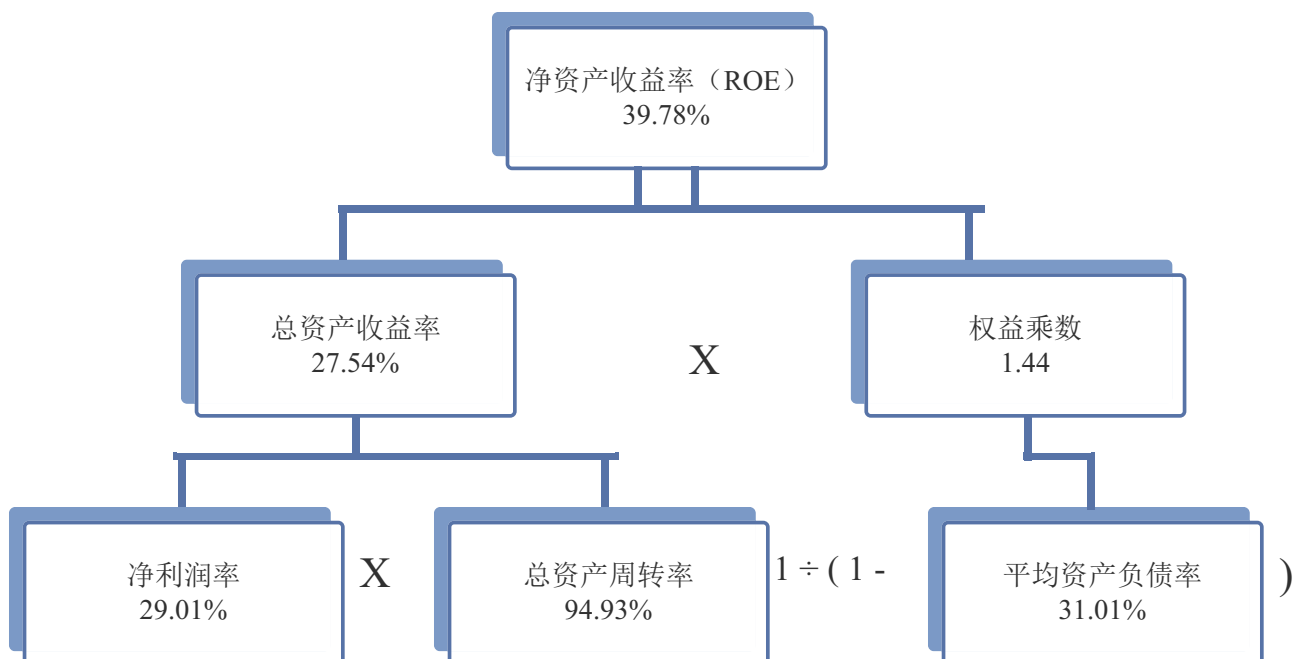 净资产收益率（ROE）
39.78%
总资产收益率
27.54%
X
权益乘数
1.44
净利润率
29.01%
X
总资产周转率
94.93%
1 ÷ ( 1 -
平均资产负债率
31.01%
)